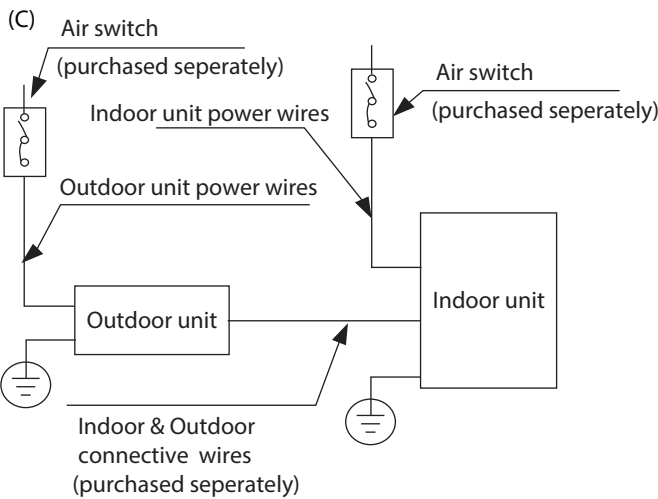 (C)
Air switch
(purchased seperately)
Air switch
(purchased seperately)
Indoor unit power wires
Outdoor unit power wires
Outdoor unit
Indoor unit
Indoor & Outdoor
connective wires
(purchased seperately)